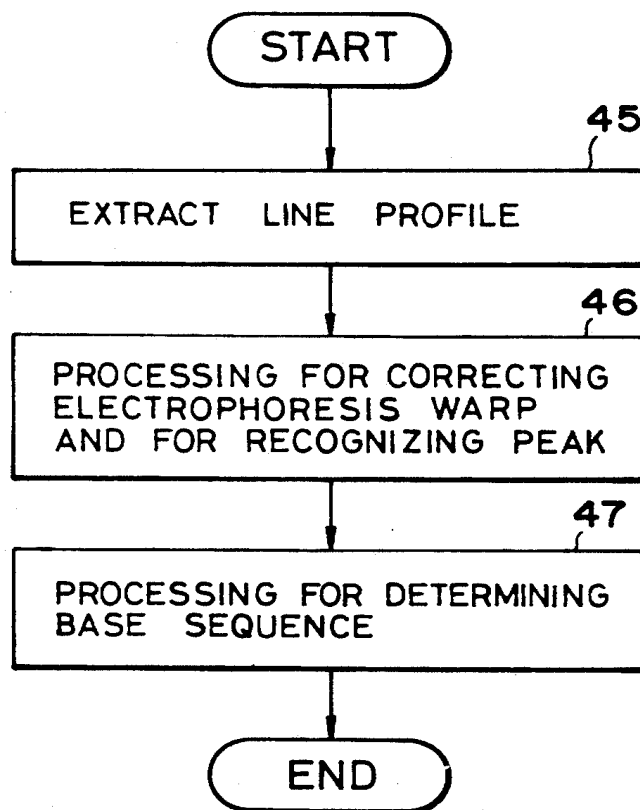 START
45
EXTRACT LINE PROFILE
46
PROCESSING FOR CORRECTING
ELECTROPHORESIS WARP
AND FOR RECOGNIZING PEAK
47
PROCESSING FOR DETERMINING
BASE SEQUENCE
END